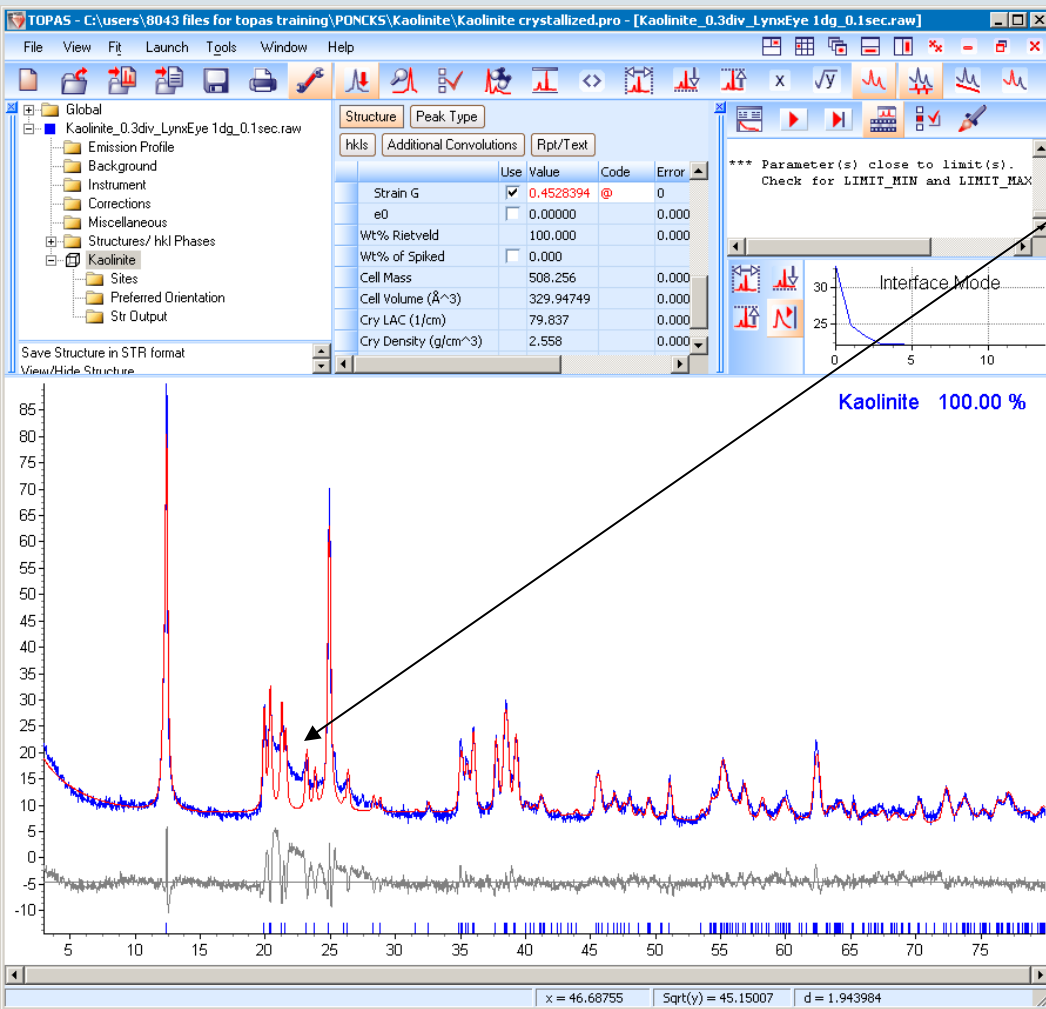 TOPAS - C:\users\8043 files for topas training\PONCKS\Kaolinite\Kaolinite crystallized.pro - [Kaolinite_0.3div_LynxEye 1dg_0.1sec.raw]
File View Fit Launch Tools Window Help
Global
Kaolinite_0.3div_LynxEye 1dg_0.1sec.raw
Emission Profile
Background
Instrument
Corrections
Miscellaneous
Structures/ hkl Phases
Kaolinite
Sites
Preferred Orientation
Str Output
Save Structure in STR format
View/Hide Structure
Structure Peak Type
hkls Additional Convolutions Rpt/Text
Use Value Code Error
Strain G 0.4528394 @ 0
e0 0.00000 0.000
Wt% Rietveld 100.000 0.000
Wt% of Spiked 0.000
Cell Mass 508.256 0.000
Cell Volume (Å^3) 329.94749 0.000
Cry LAC (1/cm) 79.837 0.000
Cry Density (g/cm^3) 2.558 0.000
*** Parameter(s) close to limit(s).
Check for LIMIT_MIN and LIMIT_MAX
Interface Mode
30
25
0 5 10
Kaolinite 100.00 %
85
80
75
70
65
60
55
50
45
40
35
30
25
20
15
10
5
0
-5
-10
5 10 15 20 25 30 35 40 45 50 55 60 65 70 75
x = 46.68755 Sqrt(y) = 45.15007 d = 1.943984